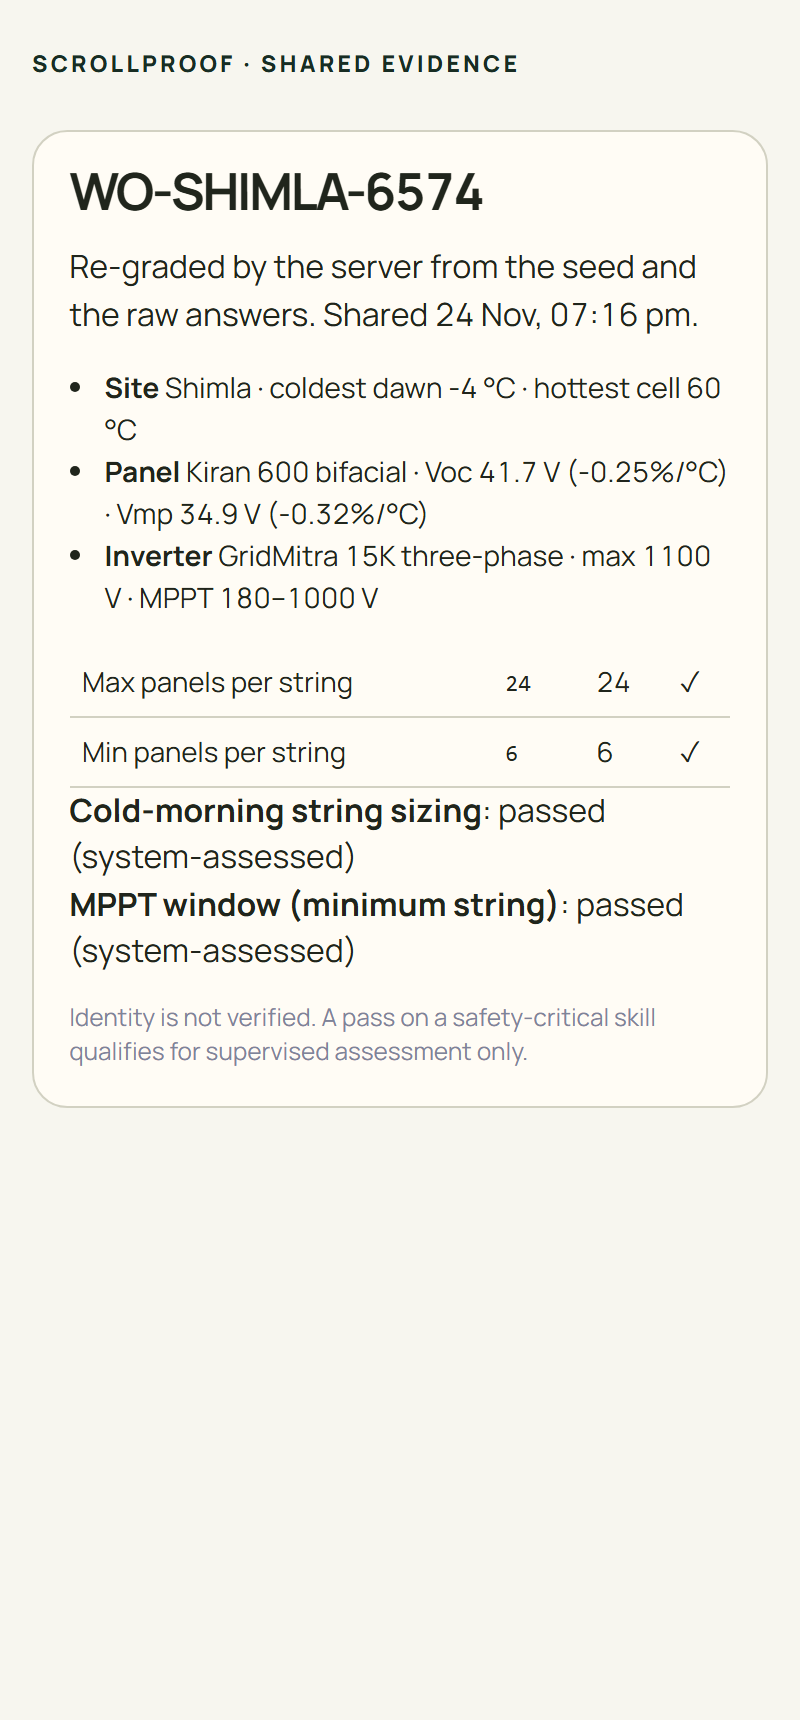 SCROLLPROOF · SHARED EVIDENCE
WO-SHIMLA-6574
Re-graded by the server from the seed and
the raw answers. Shared 24 Nov, 07:16 pm.
• Site Shimla · coldest dawn -4 °C · hottest cell 60
°C
• Panel Kiran 600 bifacial · Voc 41.7 V (-0.25%/°C)
· Vmp 34.9 V (-0.32%/°C)
• Inverter GridMitra 15K three-phase · max 1100
V · MPPT 180–1000 V
Max panels per string 24 24 ✓
Min panels per string 6 6 ✓
Cold-morning string sizing: passed
(system-assessed)
MPPT window (minimum string): passed
(system-assessed)
Identity is not verified. A pass on a safety-critical skill
qualifies for supervised assessment only.